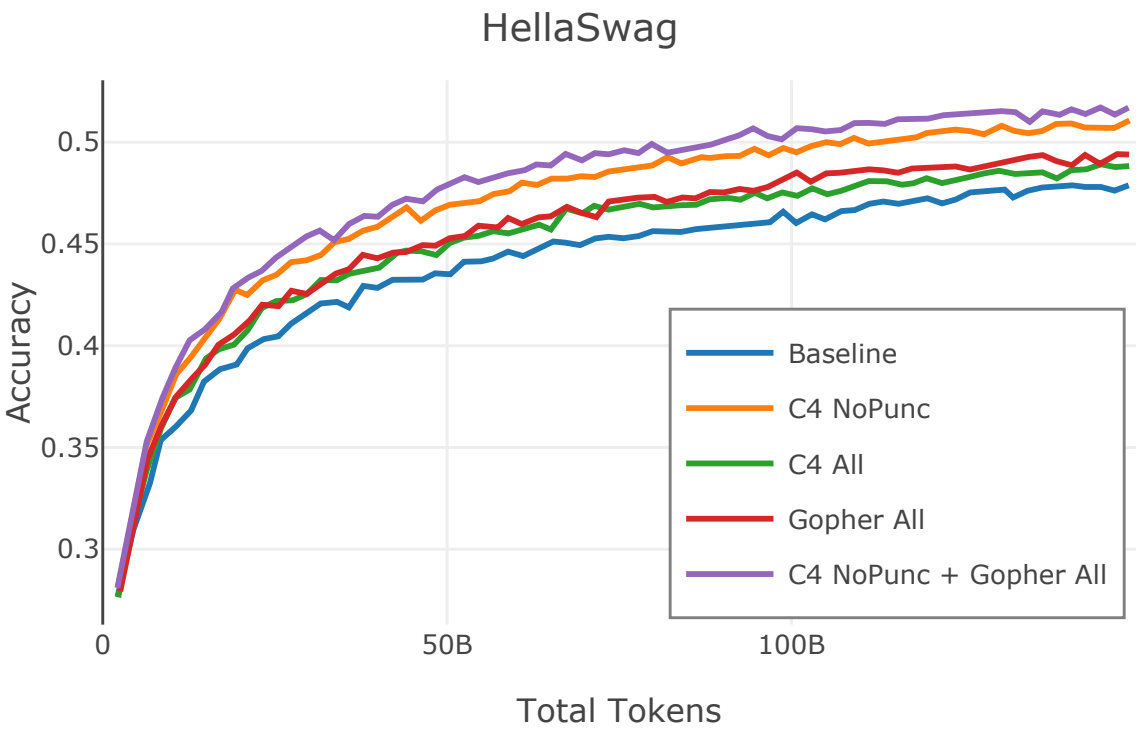 HellaSwag
Accuracy
0.5
0.45
0.4
0.35
0.3
0
50B
100B
Total Tokens
Baseline
C4 NoPunc
C4 All
Gopher All
C4 NoPunc + Gopher All